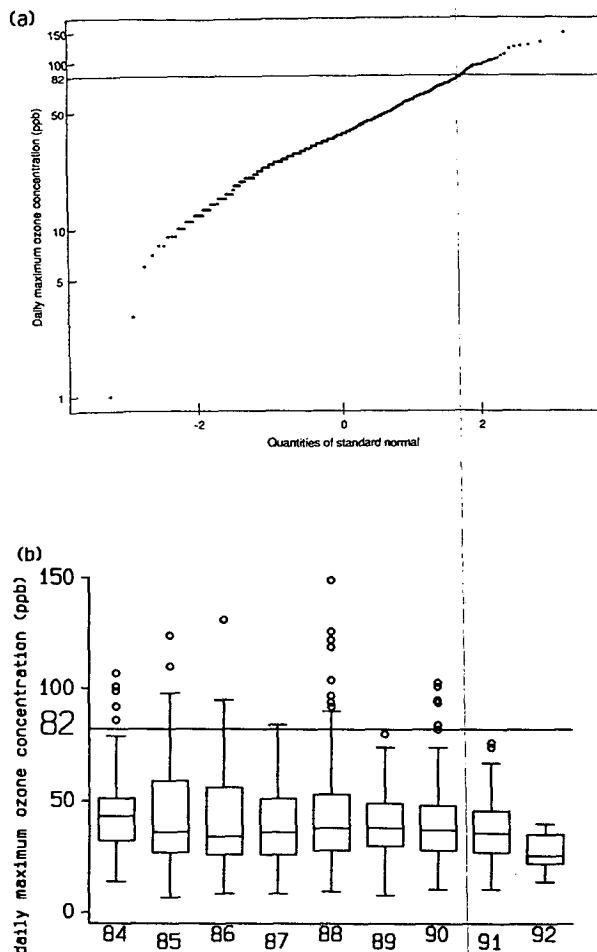 (a)
Daily maximum ozone concentration (ppb)
150
100
82
50
10
5
1
-2 0 2
Quantities of standard normal
(b)
daily maximum ozone concentration (ppb)
150
100
82
50
0
84 85 86 87 88 89 90 91 92